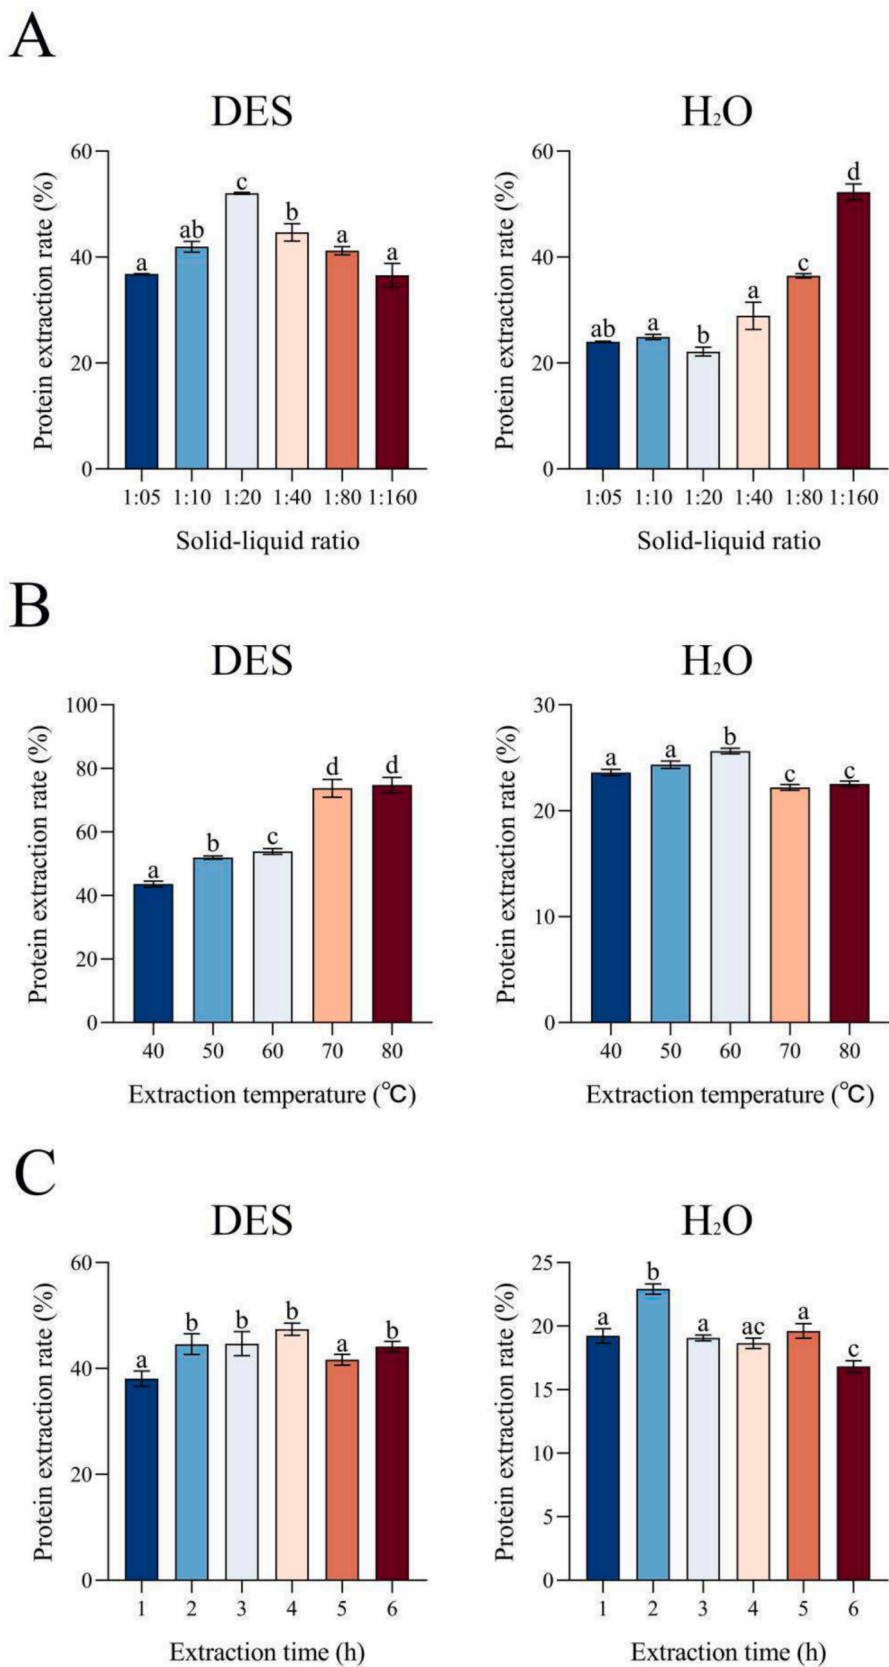 A
DES
H₂O
Protein extraction rate (%)
60
40
20
0
a
ab
c
b
a
a
1:05 1:10 1:20 1:40 1:80 1:160
Solid-liquid ratio
Protein extraction rate (%)
60
40
20
0
ab
a
b
a
c
d
1:05 1:10 1:20 1:40 1:80 1:160
Solid-liquid ratio
B
DES
H₂O
Protein extraction rate (%)
100
80
60
40
20
0
a
b
c
d
d
40 50 60 70 80
Extraction temperature (℃)
Protein extraction rate (%)
30
20
10
0
a
a
b
c
c
40 50 60 70 80
Extraction temperature (℃)
C
DES
H₂O
Protein extraction rate (%)
60
40
20
0
a
b
b
b
a
b
1 2 3 4 5 6
Extraction time (h)
Protein extraction rate (%)
25
20
15
10
5
0
a
b
a
ac
a
c
1 2 3 4 5 6
Extraction time (h)